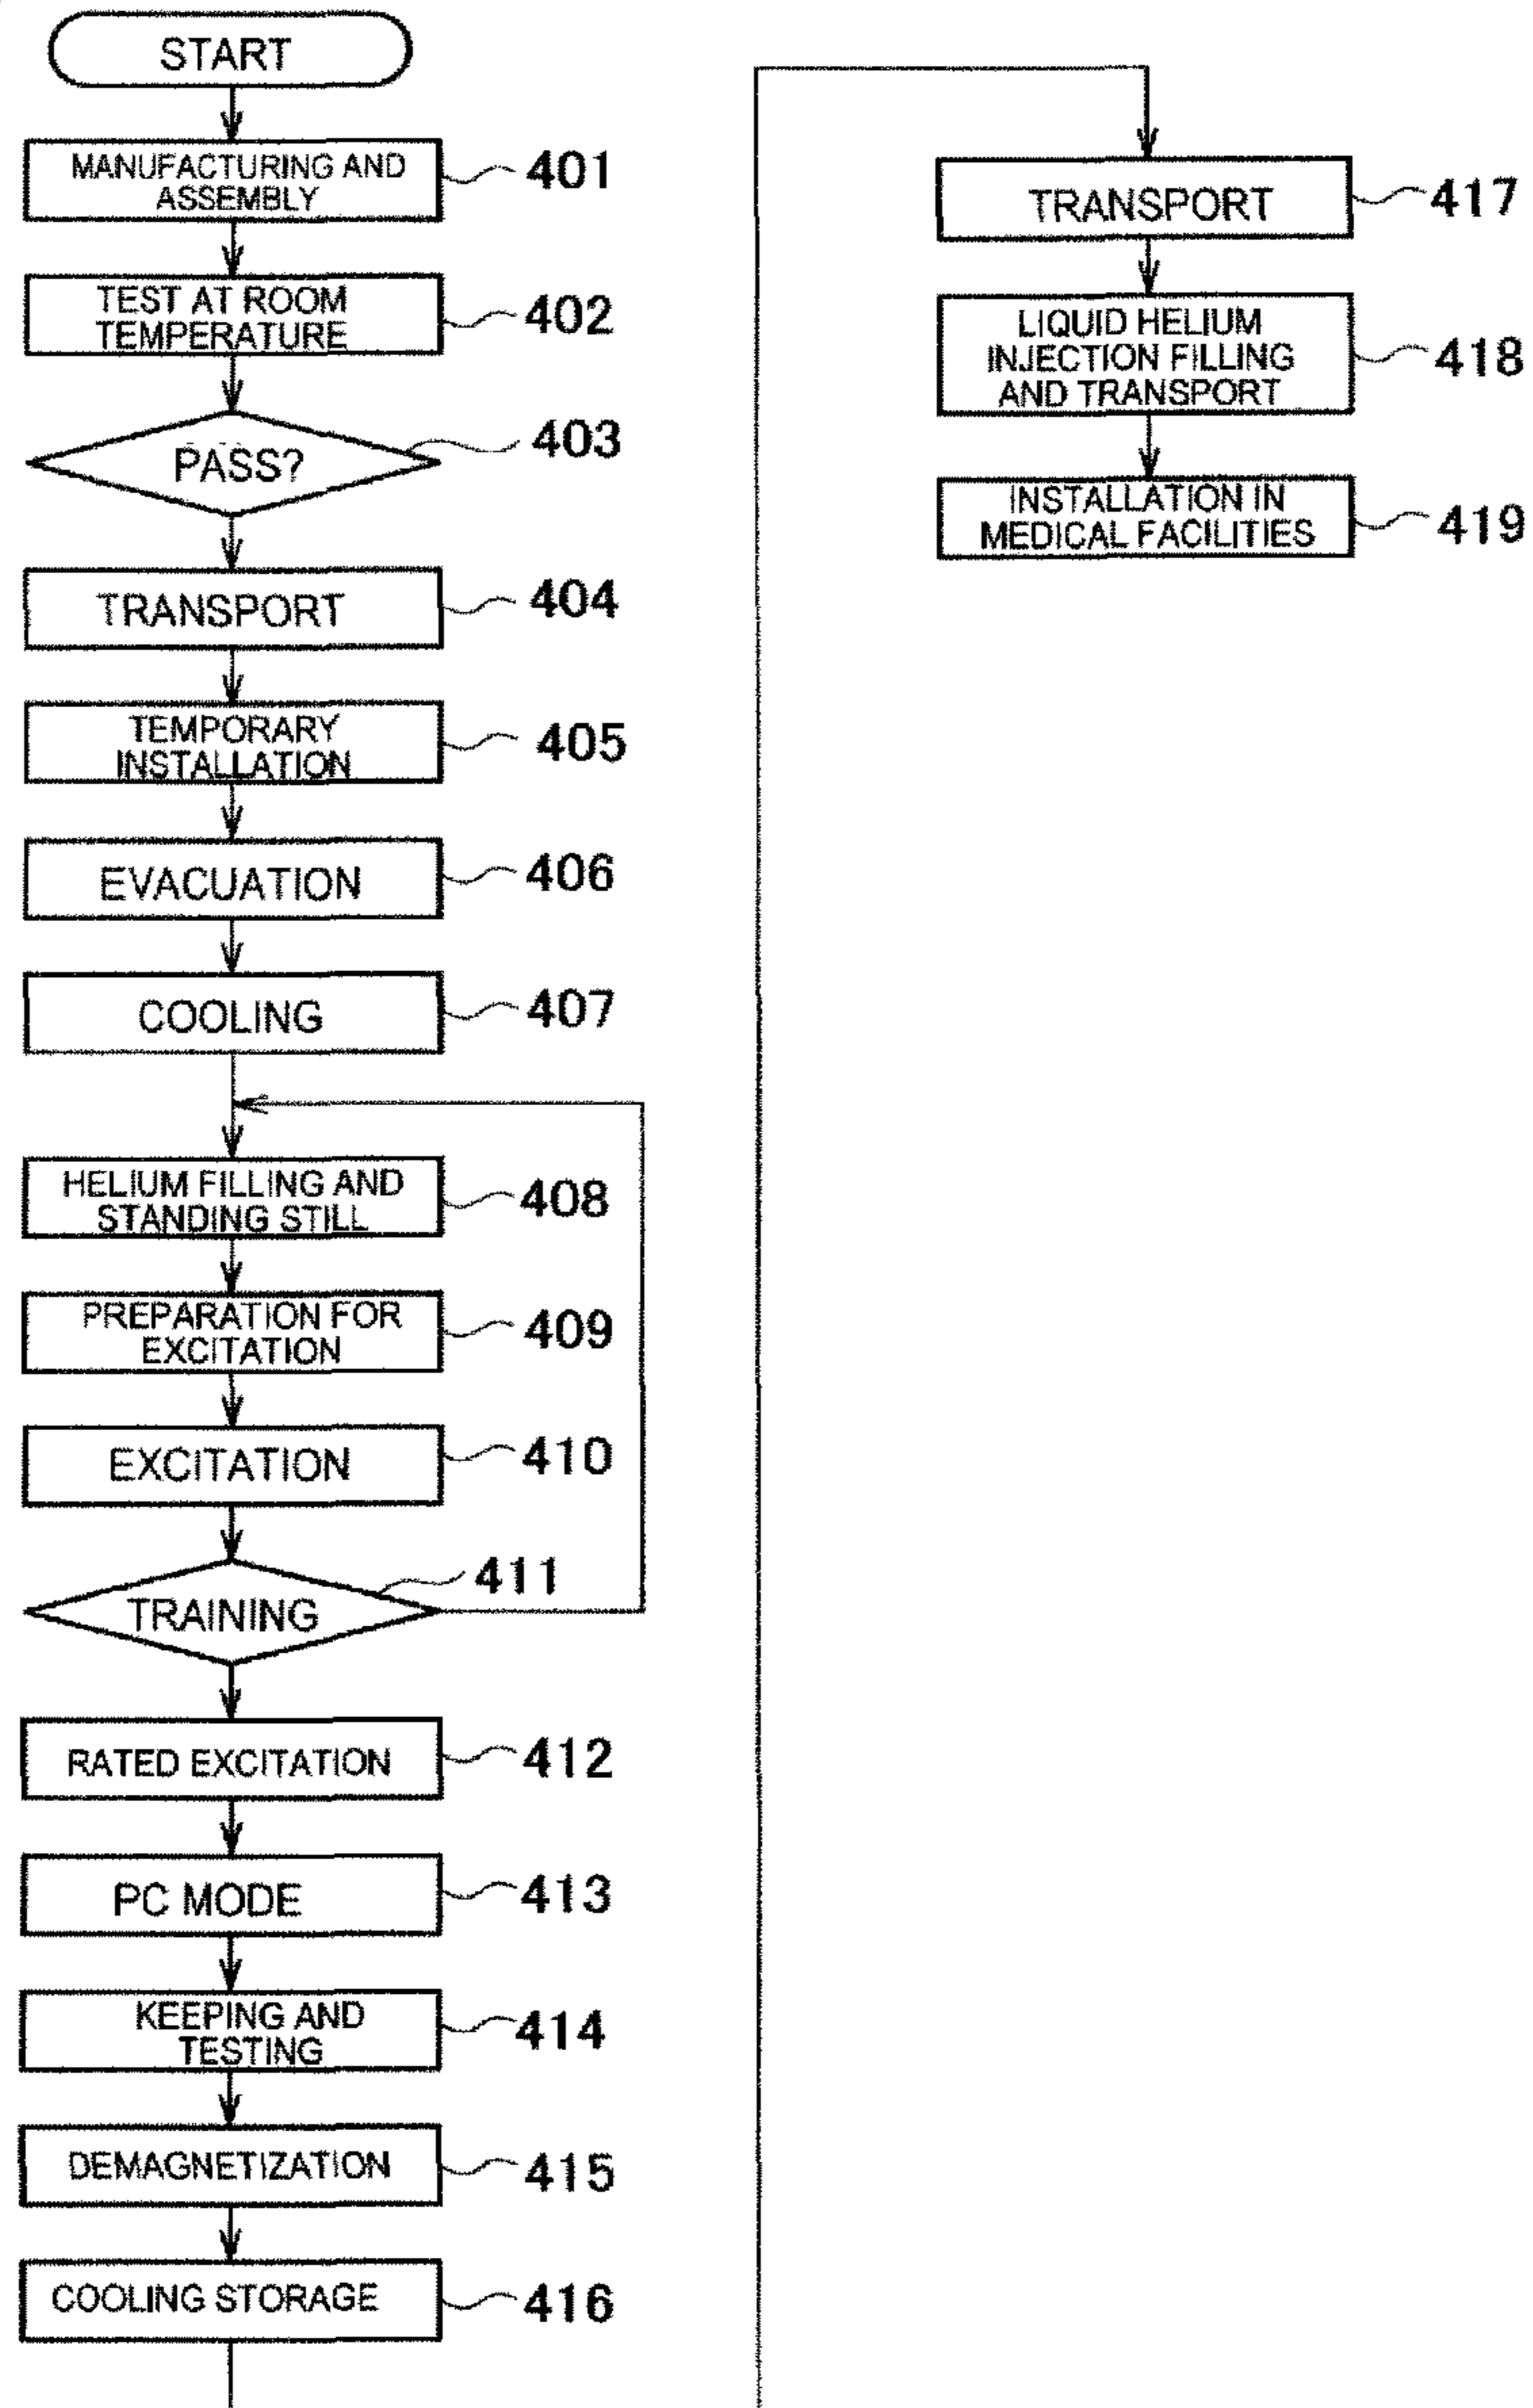 START
MANUFACTURING AND
ASSEMBLY
401
TEST AT ROOM
TEMPERATURE
402
PASS?
403
TRANSPORT
404
TEMPORARY
INSTALLATION
405
EVACUATION
406
COOLING
407
HELIUM FILLING AND
STANDING STILL
408
PREPARATION FOR
EXCITATION
409
EXCITATION
410
TRAINING
411
RATED EXCITATION
412
PC MODE
413
KEEPING AND
TESTING
414
DEMAGNETIZATION
415
COOLING STORAGE
416
TRANSPORT
417
LIQUID HELIUM
INJECTION FILLING
AND TRANSPORT
418
INSTALLATION IN
MEDICAL FACILITIES
419